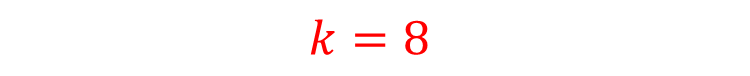 k = 8